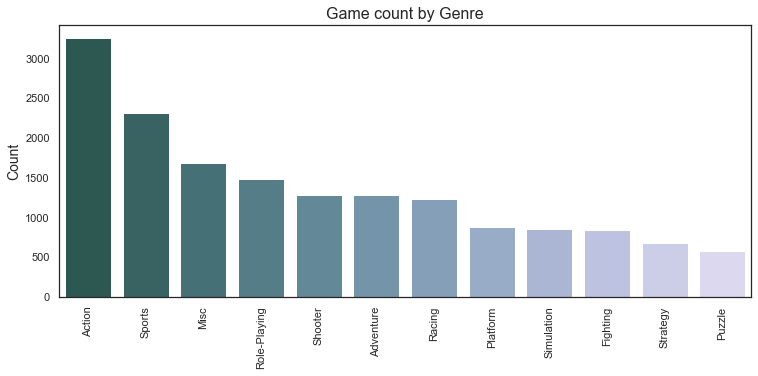 Game count by Genre
Count
3000
2500
2000
1500
1000
500
0
Action
Sports
Misc
Role-Playing
Shooter
Adventure
Racing
Platform
Simulation
Fighting
Strategy
Puzzle